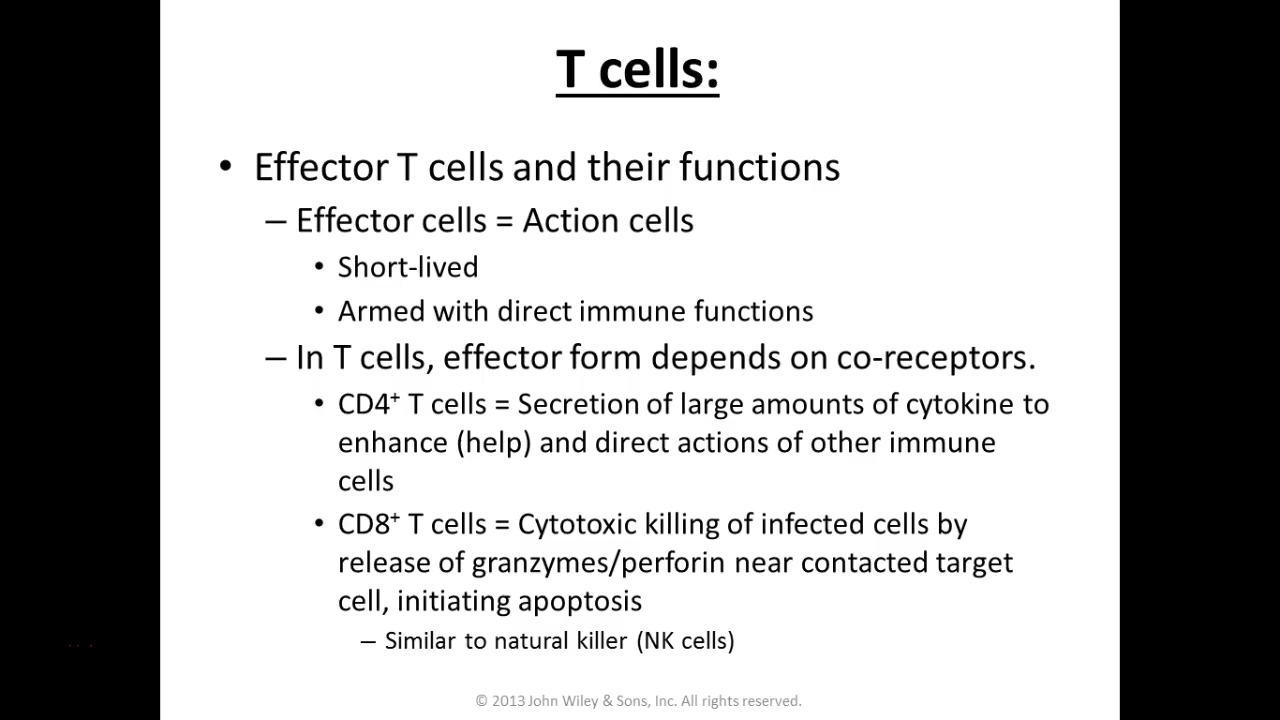 T cells:
• Effector T cells and their functions
– Effector cells = Action cells
• Short-lived
• Armed with direct immune functions
– In T cells, effector form depends on co-receptors.
• CD4⁺ T cells = Secretion of large amounts of cytokine to
enhance (help) and direct actions of other immune
cells
• CD8⁺ T cells = Cytotoxic killing of infected cells by
release of granzymes/perforin near contacted target
cell, initiating apoptosis
– Similar to natural killer (NK cells)
© 2013 John Wiley & Sons, Inc. All rights reserved.